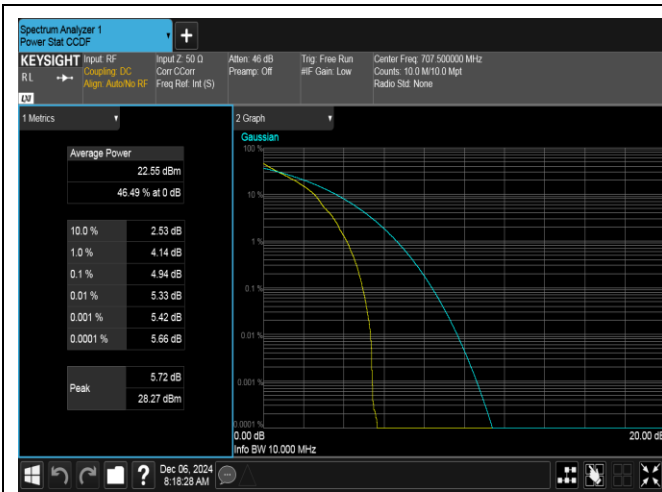 Spectrum Analyzer 1
Power Stat CCDF
+
KEYSIGHT Input: RF Input Z: 50 Ω Atten: 46 dB Trig: Free Run Center Freq: 707.500000 MHz
RL Coupling: DC Corr CCorr Preamp: Off #IF Gain: Low Counts: 10.0 M/10.0 Mpt
Align: Auto/No RF Freq Ref: Int (S) Radio Std: None
LXI
1 Metrics
Average Power
22.55 dBm
46.49 % at 0 dB
10.0 % 2.53 dB
1.0 % 4.14 dB
0.1 % 4.94 dB
0.01 % 5.33 dB
0.001 % 5.42 dB
0.0001 % 5.66 dB
Peak 5.72 dB
28.27 dBm
2 Graph
Gaussian
100 %
10 %
1 %
0.1 %
0.01 %
0.001 %
0.0001 %
0.00 dB 20.00 dB
Info BW 10.000 MHz
? Dec 06, 2024
8:18:28 AM